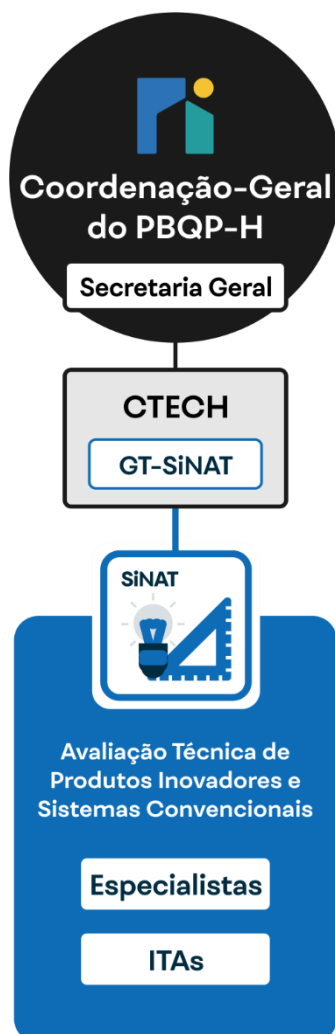 Coordenação-Geral
do PBQP-H
Secretaria Geral
CTECH
GT-SiNAT
SiNAT
Avaliação Técnica de
Produtos Inovadores e
Sistemas Convencionais
Especialistas
ITAs